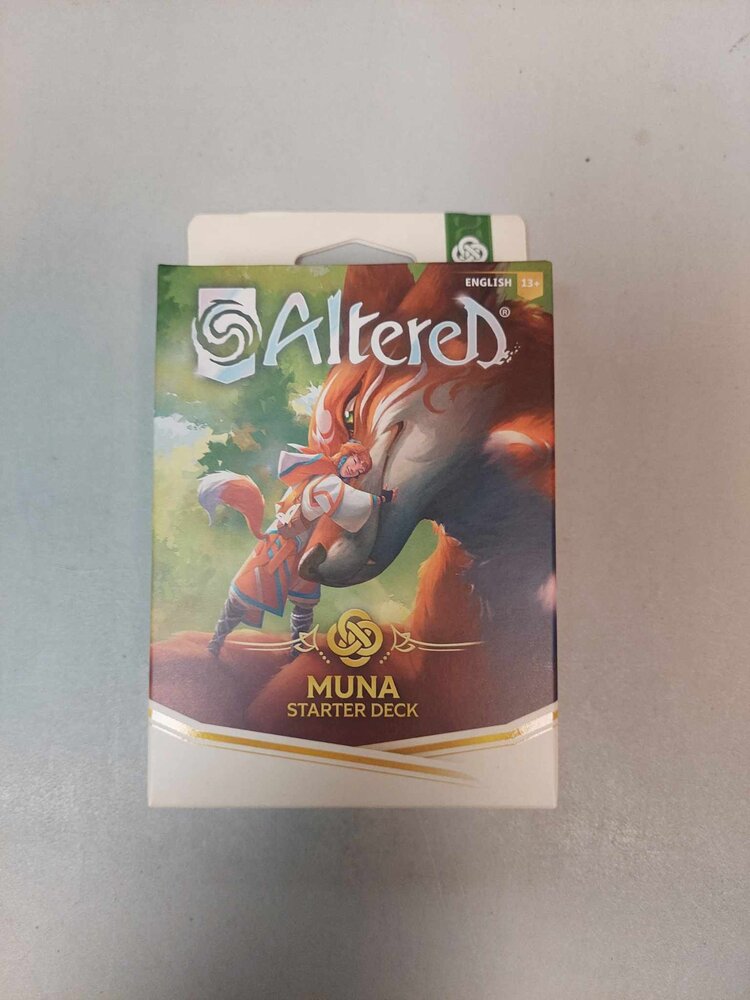 ENGLISH 13+
Altered®
MUNA
STARTER DECK